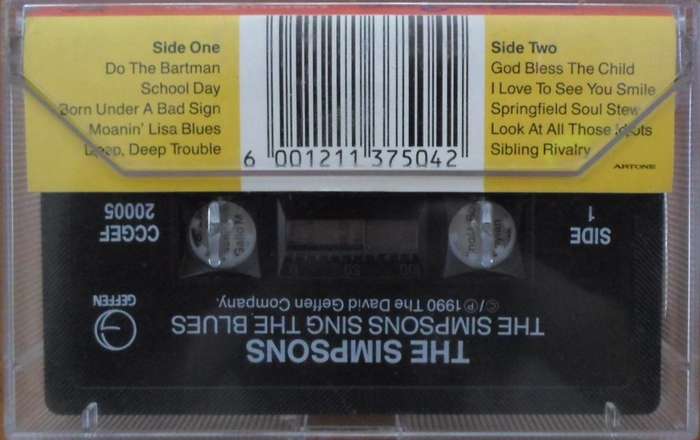 Side One
Do The Bartman
School Day
Born Under A Bad Sign
Moanin' Lisa Blues
Deep, Deep Trouble
6 001211 375042
Side Two
God Bless The Child
I Love To See You Smile
Springfield Soul Stew
Look At All Those Idiots
Sibling Rivalry
ARTONE
THE SIMPSONS
THE SIMPSONS SING THE BLUES
©/℗ 1990 The David Geffen Company.
GEFFEN
SIDE
1
CCGEF
20005